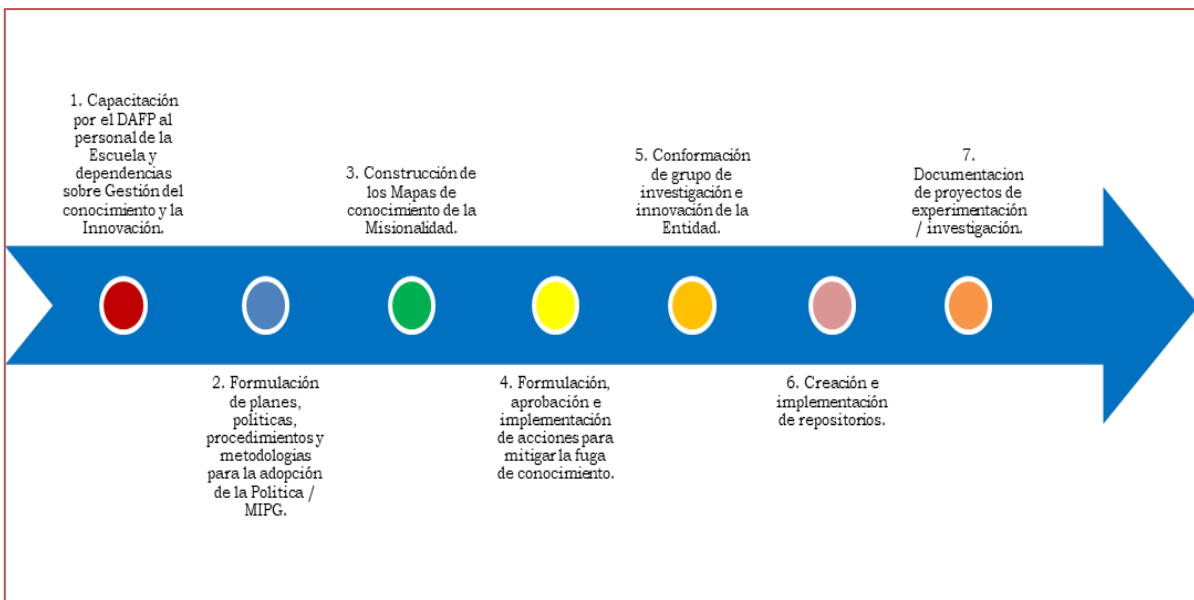 1. Capacitación
por el DAFP al
personal de la
Escuela y
dependencias
sobre Gestión del
conocimiento y la
Innovación.
2. Formulación
de planes,
politicas,
procedimientos y
metodologias
para la adopción
de la Politica /
MIPG.
3. Construcción de
los Mapas de
conocimiento de la
Misionalidad.
4. Formulación,
aprobación e
implementación
de acciones para
mitigar la fuga
de conocimiento.
5. Conformación
de grupo de
investigación e
innovación de la
Entidad.
6. Creación e
implementación
de repositorios.
7.
Documentacion
de proyectos de
experimentación
/ investigación.